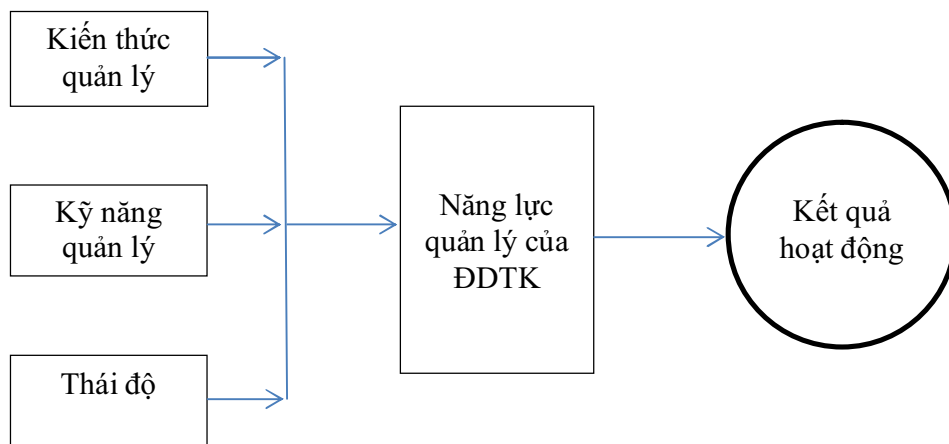 Kiến thức
quản lý
Kỹ năng
quản lý
Thái độ
Năng lực
quản lý của
ĐDTK
Kết quả
hoạt động